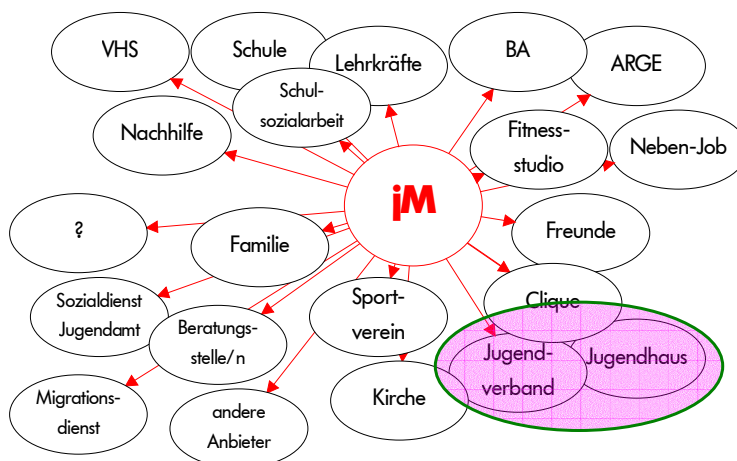 VHS
Schule
Lehrkräfte
BA
ARGE
Schul-
sozialarbeit
Nachhilfe
Fitness-
studio
Neben-Job
jM
?
Familie
Freunde
Sozialdienst
Jugendamt
Beratungs-
stelle/n
Sport-
verein
Clique
Jugend-
verband
Jugendhaus
Migrations-
dienst
andere
Anbieter
Kirche